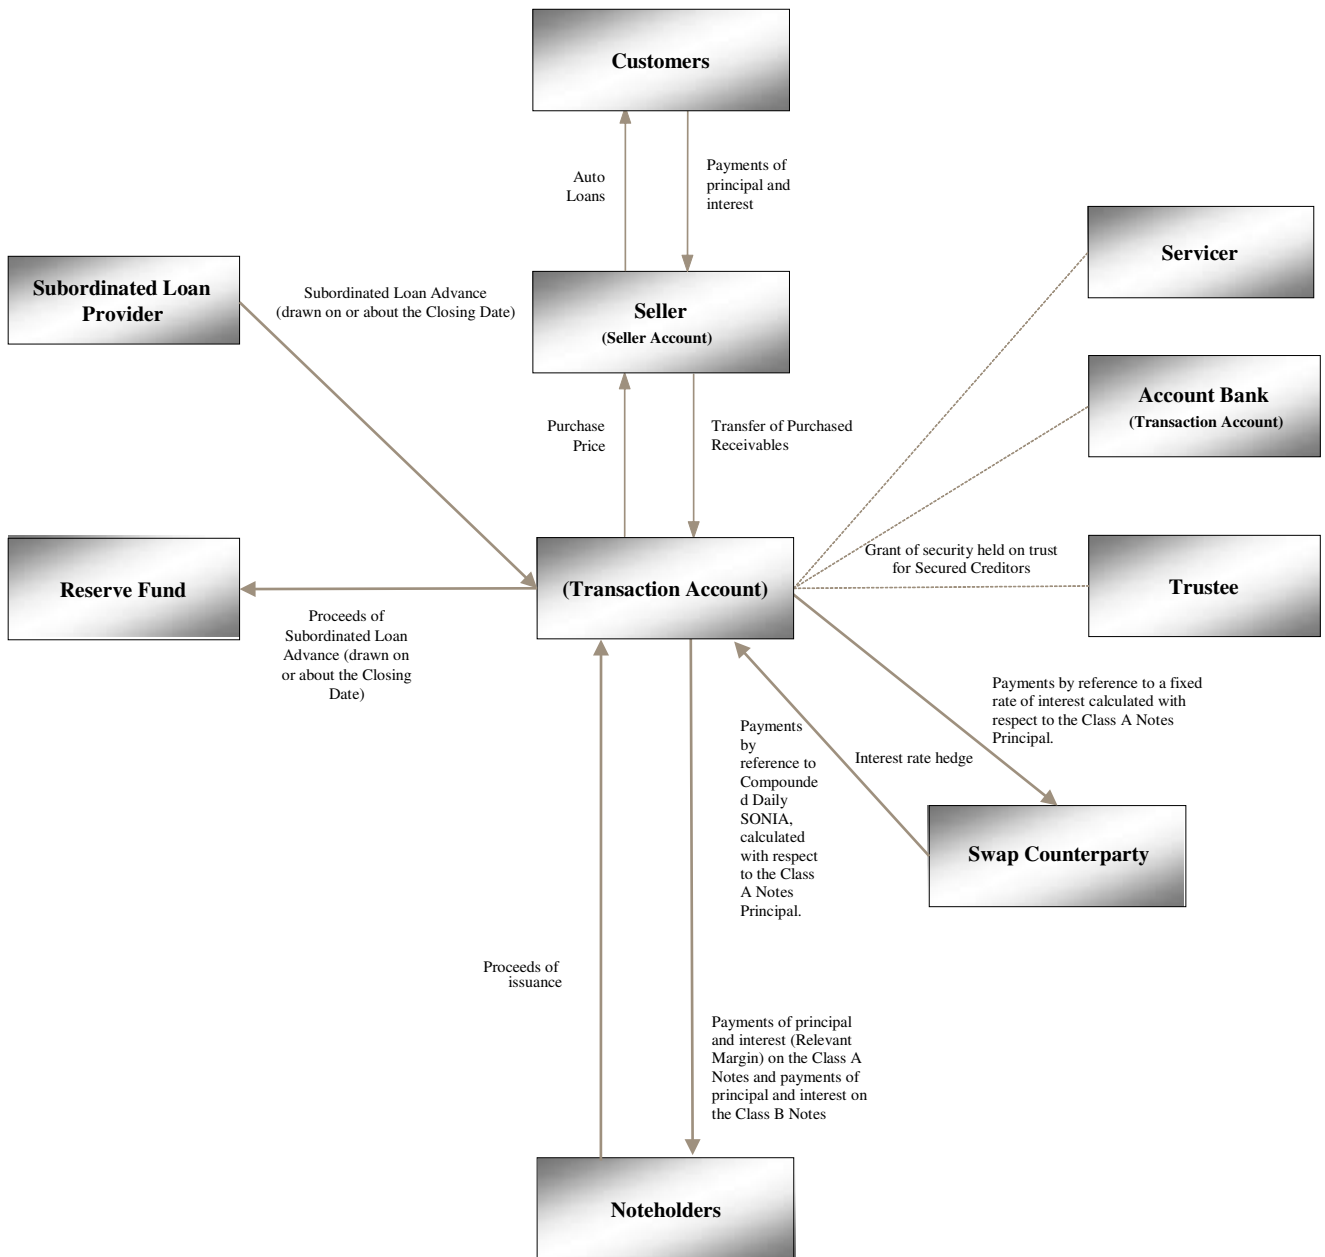 Customers
Auto
Loans
Payments of
principal and
interest
Servicer
Subordinated Loan
Provider
Subordinated Loan Advance
(drawn on or about the Closing Date)
Seller
(Seller Account)
Account Bank
(Transaction Account)
Purchase
Price
Transfer of Purchased
Receivables
Grant of security held on trust
for Secured Creditors
Reserve Fund
(Transaction Account)
Trustee
Proceeds of
Subordinated Loan
Advance (drawn on
or about the Closing
Date)
Payments by reference to a fixed
rate of interest calculated with
respect to the Class A Notes
Principal.
Payments
by
reference to
Compounde
d Daily
SONIA,
calculated
with respect
to the Class
A Notes
Principal.
Interest rate hedge
Swap Counterparty
Proceeds of
issuance
Payments of principal
and interest (Relevant
Margin) on the Class A
Notes and payments of
principal and interest on
the Class B Notes
Noteholders